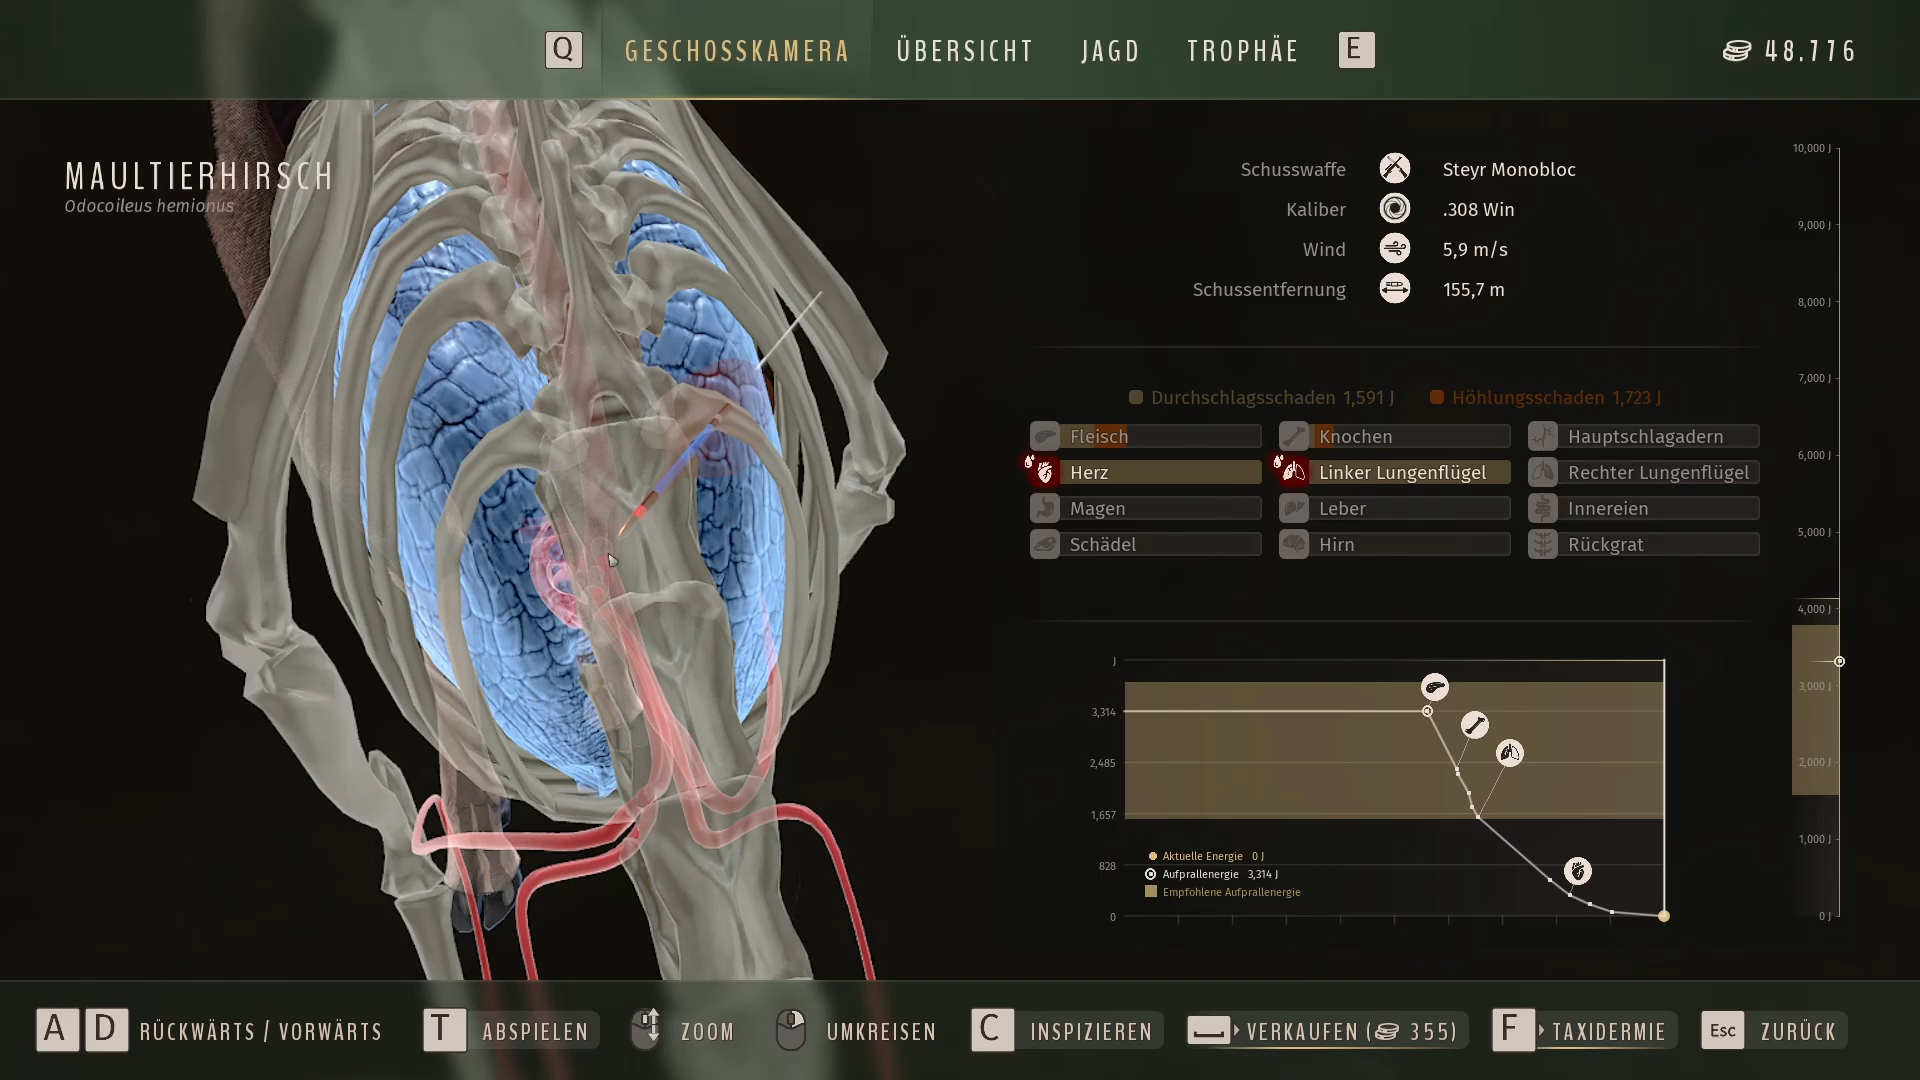 Q GESCHOSSKAMERA ÜBERSICHT JAGD TROPHÄE E 48.776
MAULTIERHIRSCH
Odocoileus hemionus
Schusswaffe Steyr Monobloc
Kaliber .308 Win
Wind 5,9 m/s
Schussentfernung 155,7 m
Durchschlagsschaden 1,591 J Höhlungsschaden 1,723 J
Fleisch Knochen Hauptschlagadern
Herz Linker Lungenflügel Rechter Lungenflügel
Magen Leber Innereien
Schädel Hirn Rückgrat
J
3,314
2,485
1,657
828
0
Aktuelle Energie 0 J
Aufprallenergie 3,314 J
Empfohlene Aufprallenergie
10,000 J
9,000 J
8,000 J
7,000 J
6,000 J
5,000 J
4,000 J
3,000 J
2,000 J
1,000 J
0 J
A D RÜCKWÄRTS / VORWÄRTS T ABSPIELEN ZOOM UMKREISEN C INSPIZIEREN VERKAUFEN ( 355) F TAXIDERMIE Esc ZURÜCK